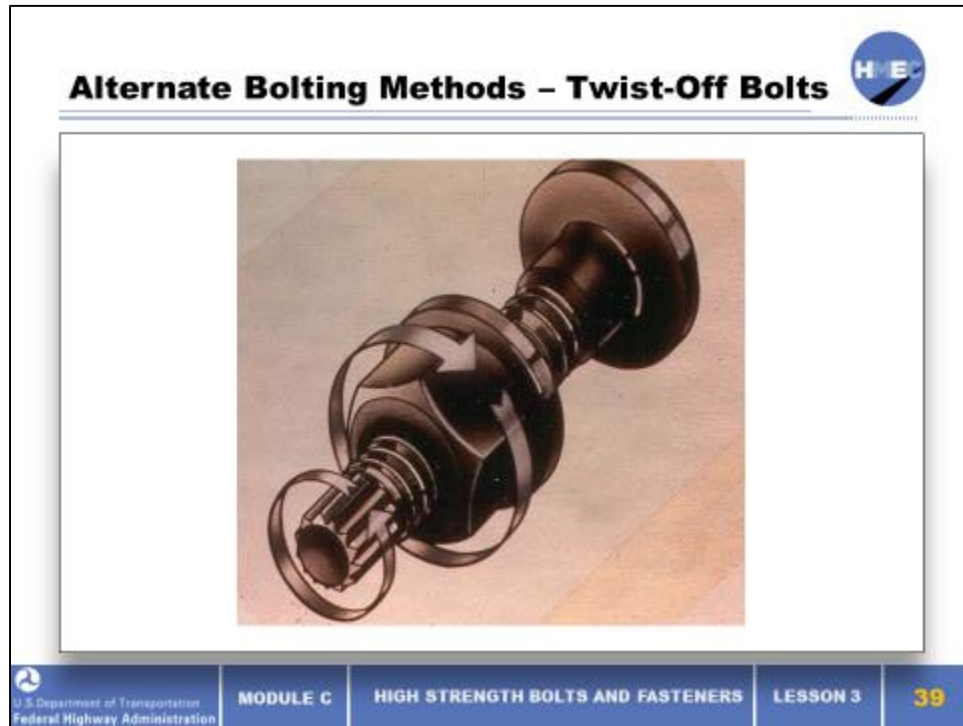 Alternate Bolting Methods – Twist-Off Bolts
HMEC
U.S. Department of Transportation
Federal Highway Administration
MODULE C
HIGH STRENGTH BOLTS AND FASTENERS
LESSON 3
39